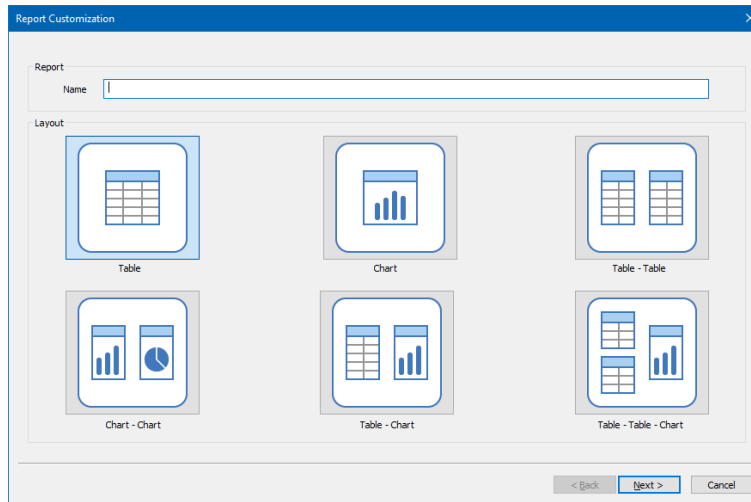 Report Customization
Report
Name
Layout
Table
Chart
Table - Table
Chart - Chart
Table - Chart
Table - Table - Chart
< Back
Next >
Cancel